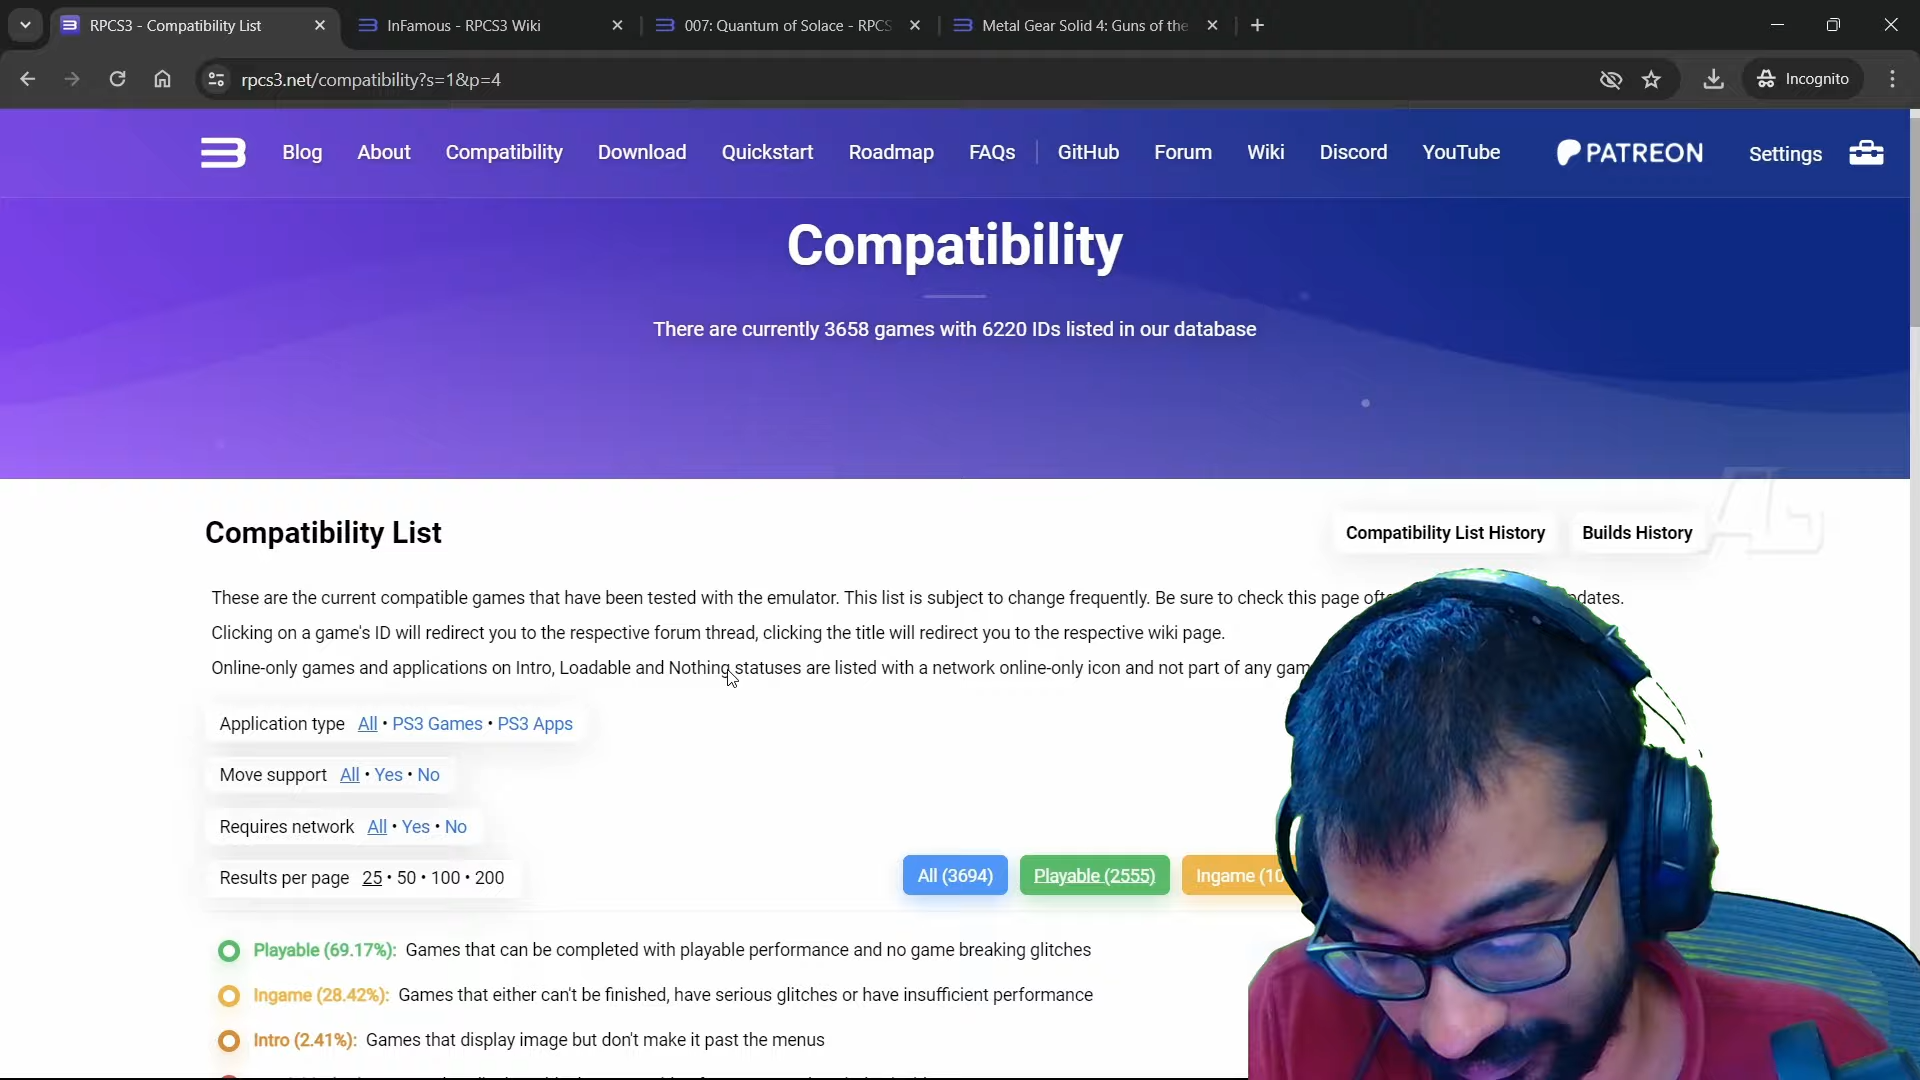 RPCS3 - Compatibility List
InFamous - RPCS3 Wiki
007: Quantum of Solace - RPCS
Metal Gear Solid 4: Guns of the
rpcs3.net/compatibility?s=1&p=4
Incognito
Blog
About
Compatibility
Download
Quickstart
Roadmap
FAQs
GitHub
Forum
Wiki
Discord
YouTube
PATREON
Settings
Compatibility
There are currently 3658 games with 6220 IDs listed in our database
Compatibility List
Compatibility List History
Builds History
These are the current compatible games that have been tested with the emulator. This list is subject to change frequently. Be sure to check this page
Clicking on a game's ID will redirect you to the respective forum thread, clicking the title will redirect you to the respective wiki page.
Online-only games and applications on Intro, Loadable and Nothing statuses are listed with a network online-only icon and not part of any
Application type All • PS3 Games • PS3 Apps
Move support All • Yes • No
Requires network All • Yes • No
Results per page 25 • 50 • 100 • 200
All (3694)
Playable (2555)
Ingame (10
Playable (69.17%): Games that can be completed with playable performance and no game breaking glitches
Ingame (28.42%): Games that either can't be finished, have serious glitches or have insufficient performance
Intro (2.41%): Games that display image but don't make it past the menus